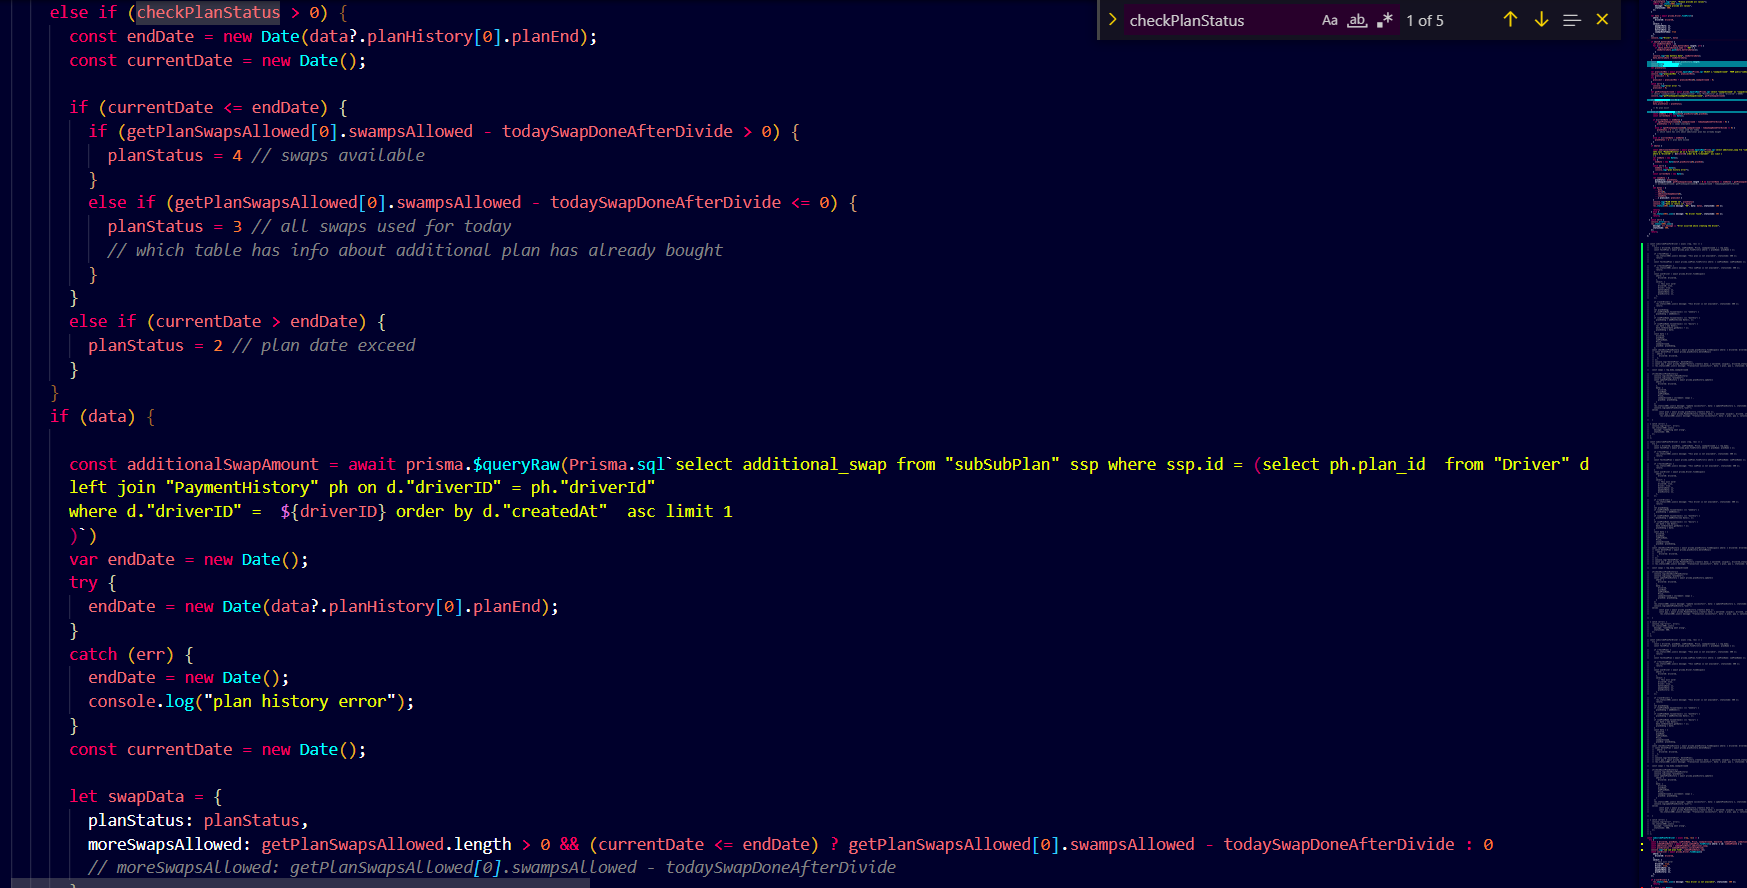 else if (checkPlanStatus > 0) {
const endDate = new Date(data?.planHistory[0].planEnd);
const currentDate = new Date();
if (currentDate <= endDate) {
if (getPlanSwapsAllowed[0].swampsAllowed - todaySwapDoneAfterDivide > 0) {
planStatus = 4 // swaps available
}
else if (getPlanSwapsAllowed[0].swampsAllowed - todaySwapDoneAfterDivide <= 0) {
planStatus = 3 // all swaps used for today
// which table has info about additional plan has already bought
}
}
else if (currentDate > endDate) {
planStatus = 2 // plan date exceed
}
}
if (data) {
const additionalSwapAmount = await prisma.$queryRaw(Prisma.sql`select additional_swap from "subSubPlan" ssp where ssp.id = (select ph.plan_id  from "Driver" d
left join "PaymentHistory" ph on d."driverID" = ph."driverId"
where d."driverID" =  ${driverID} order by d."createdAt"  asc limit 1
)`)
var endDate = new Date();
try {
endDate = new Date(data?.planHistory[0].planEnd);
}
catch (err) {
endDate = new Date();
console.log("plan history error");
}
const currentDate = new Date();
let swapData = {
planStatus: planStatus,
moreSwapsAllowed: getPlanSwapsAllowed.length > 0 && (currentDate <= endDate) ? getPlanSwapsAllowed[0].swampsAllowed - todaySwapDoneAfterDivide : 0
// moreSwapsAllowed: getPlanSwapsAllowed[0].swampsAllowed - todaySwapDoneAfterDivide
checkPlanStatus Aa ab 1 of 5